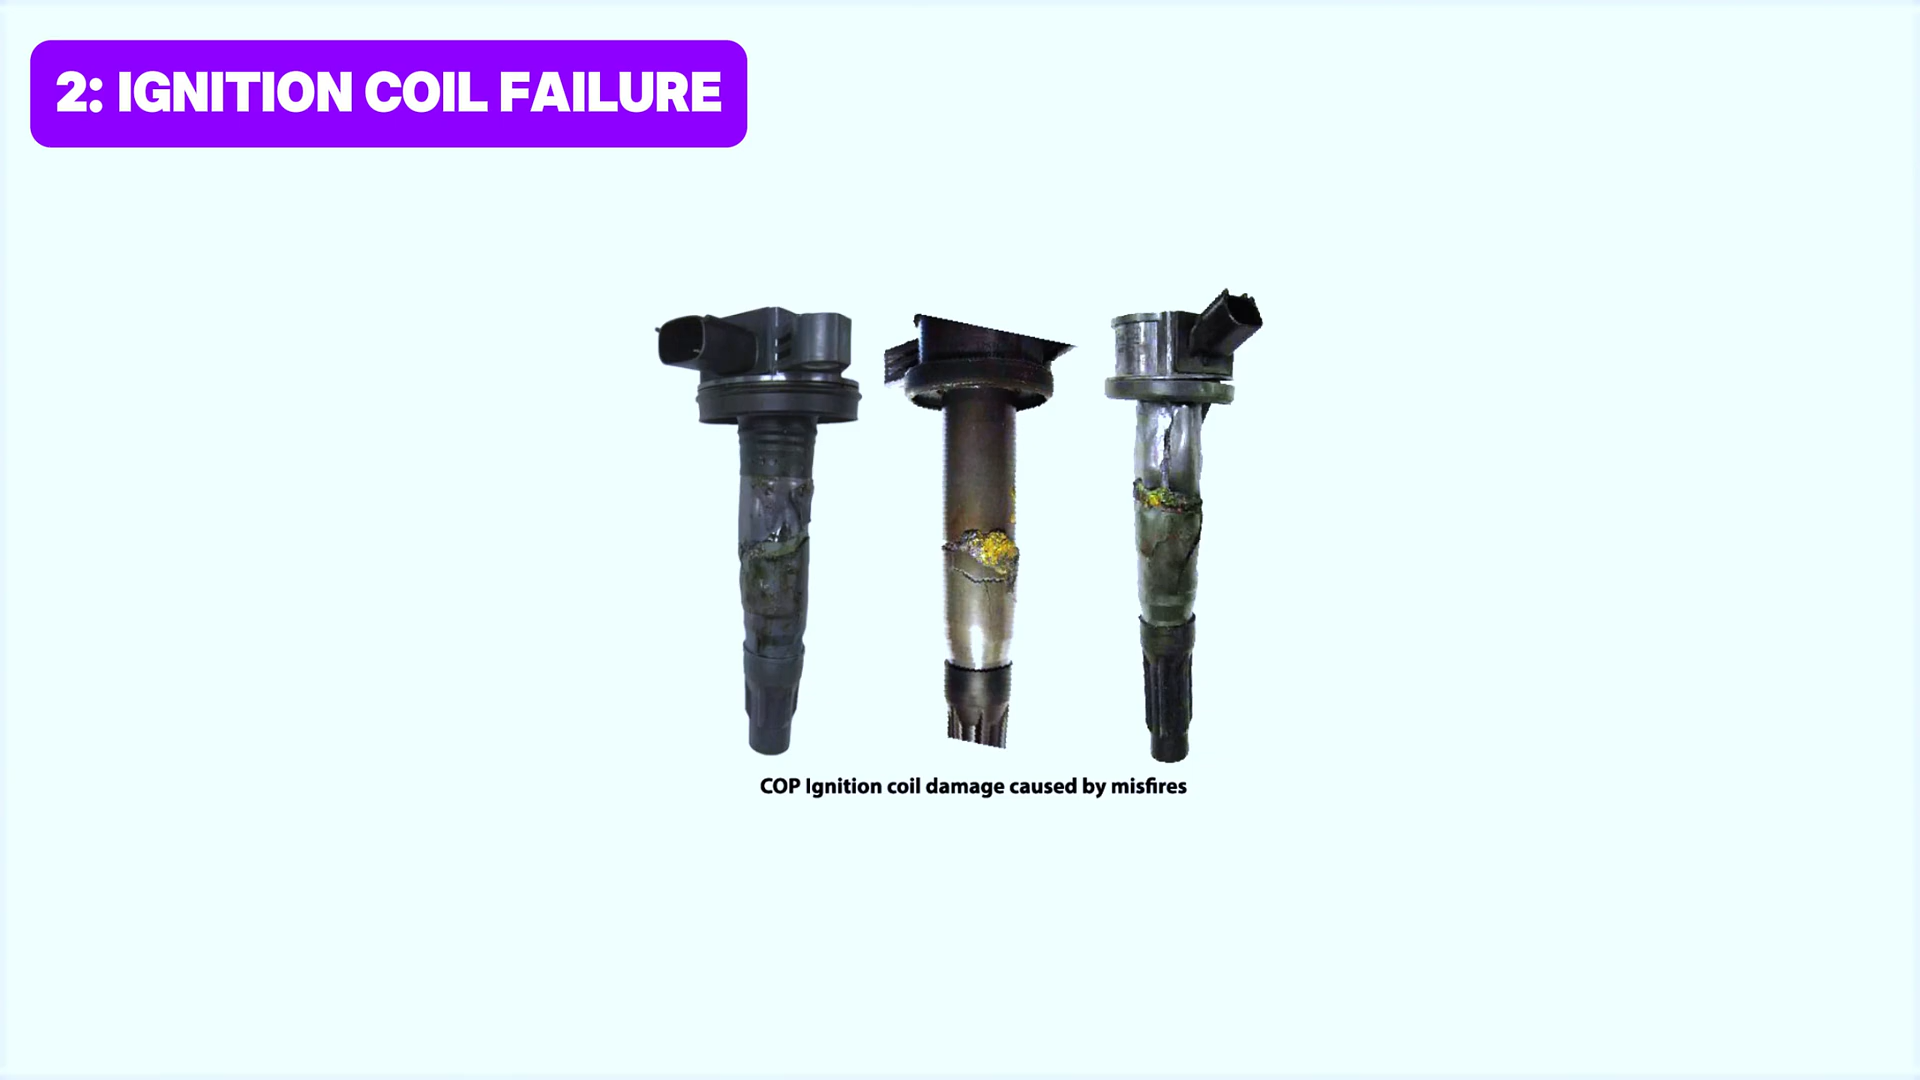 2: IGNITION COIL FAILURE
COP Ignition coil damage caused by misfires